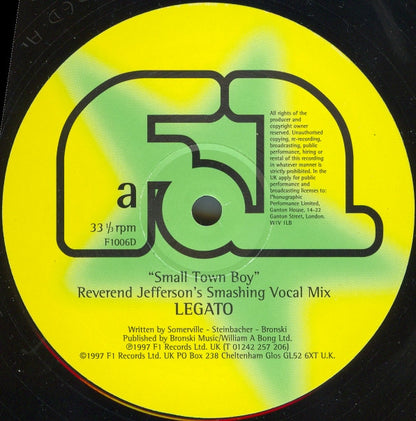 All rights of the
producer and
copyright owner
reserved. Unauthorised
copying, re-recording,
broadcasting, public
performance, hiring or
rental of this recording
in whatever manner is
strictly prohibited. In the
UK apply for public
performance and
broadcasting licenses to:
Phonographic
Performance Limited,
Ganton House, 14-22
Ganton Street, London,
W1V 1LB
a
33 ⅓ rpm
F1006D
"Small Town Boy"
Reverend Jefferson's Smashing Vocal Mix
LEGATO
Written by Somerville - Steinbacher - Bronski
Published by Bronski Music/William A Bong Ltd.
℗1997 F1 Records Ltd. UK (T 01242 257 206)
©1997 F1 Records Ltd. UK PO Box 238 Cheltenham Glos GL52 6XT U.K.